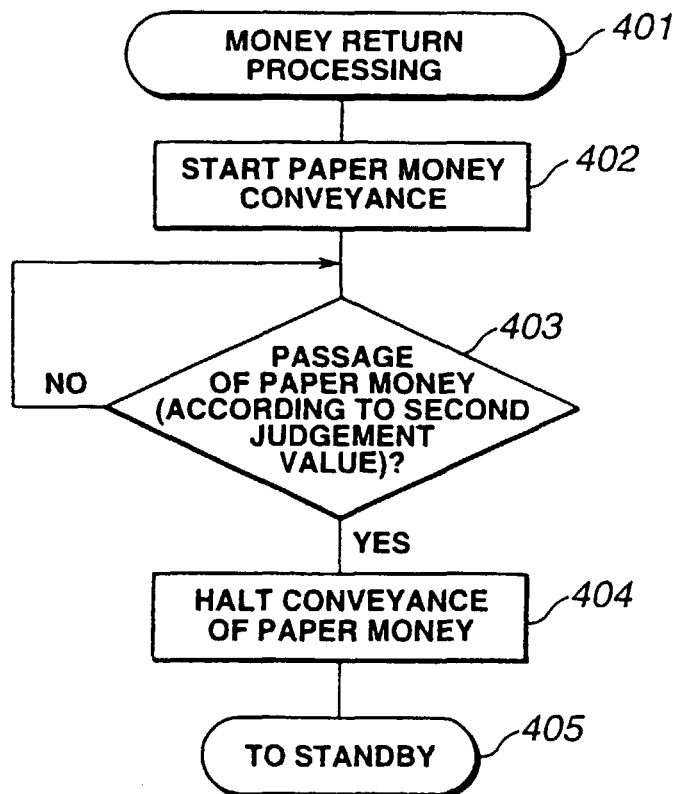 MONEY RETURN
PROCESSING
401
START PAPER MONEY
CONVEYANCE
402
403
PASSAGE
OF PAPER MONEY
(ACCORDING TO SECOND
JUDGEMENT
VALUE)?
NO
YES
HALT CONVEYANCE
OF PAPER MONEY
404
TO STANDBY
405